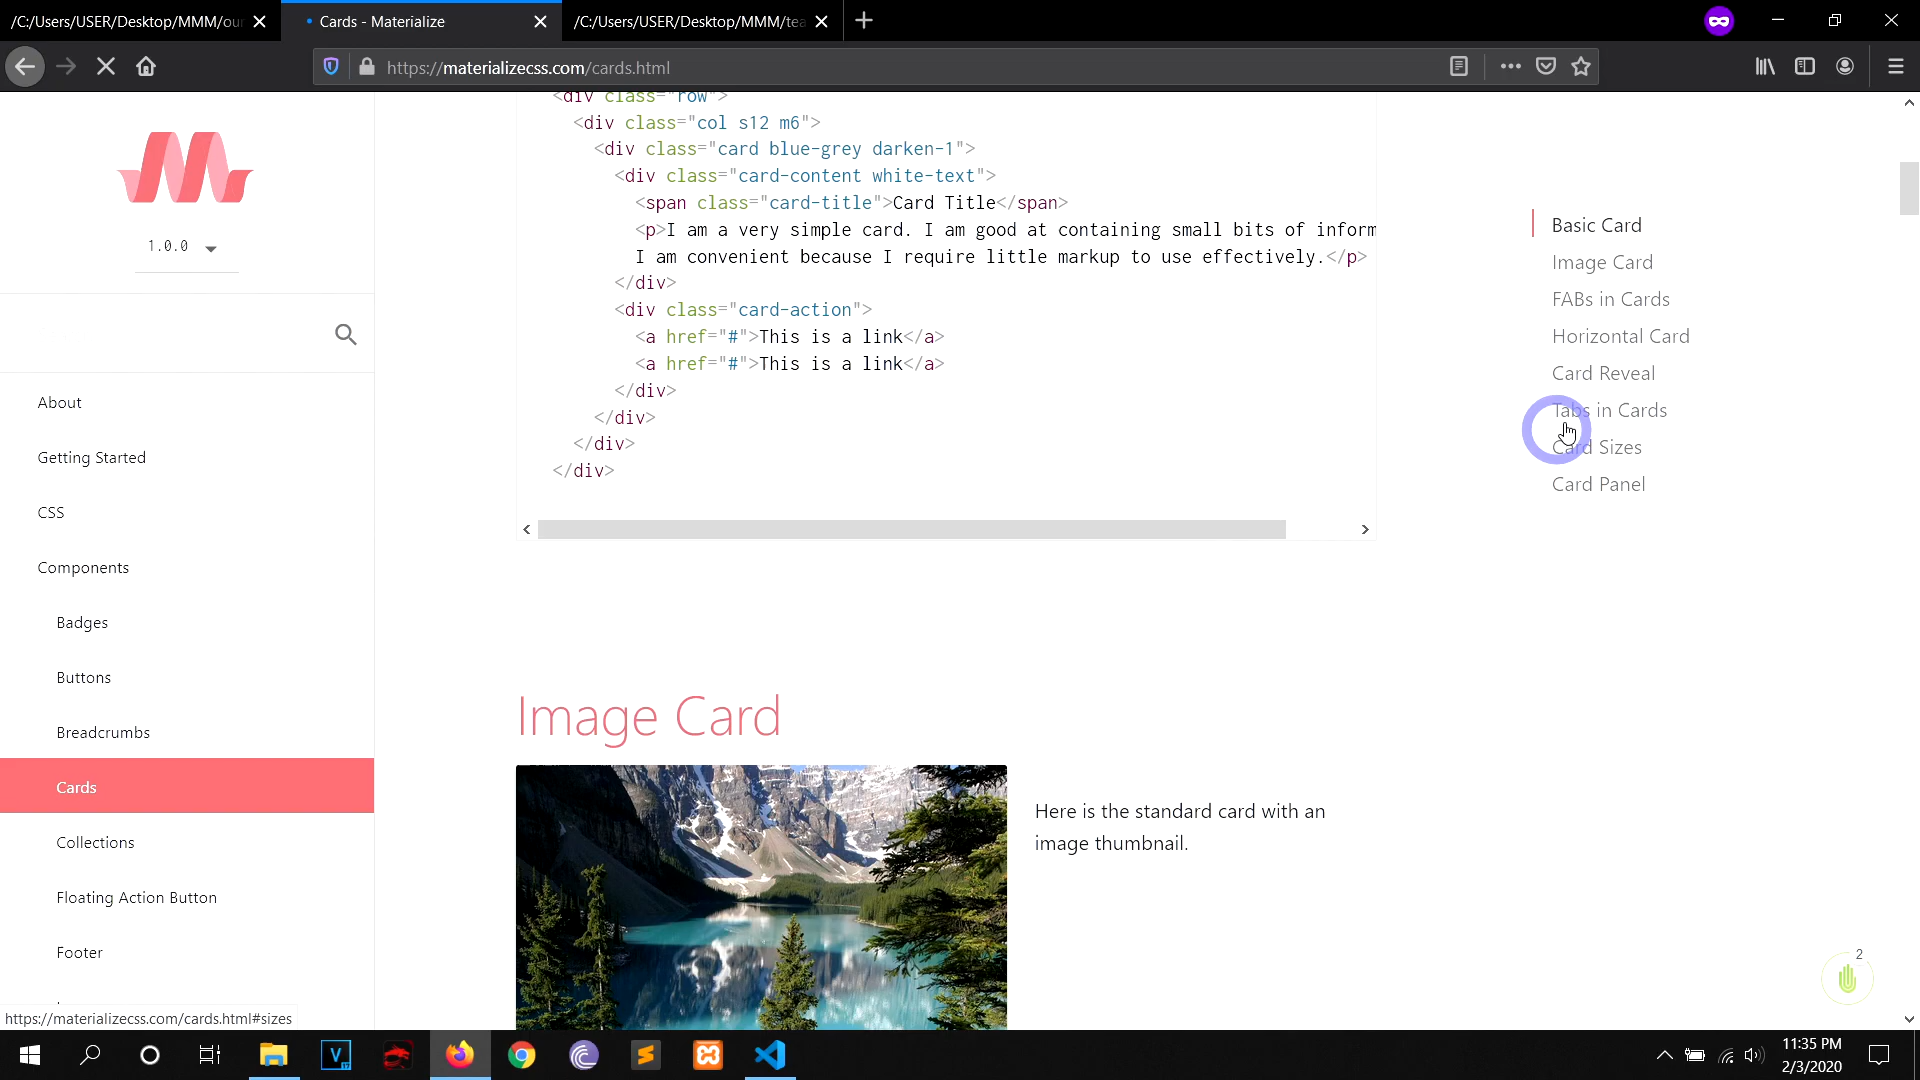 /C:/Users/USER/Desktop/MMM/our
Cards - Materialize
/C:/Users/USER/Desktop/MMM/tea
https://materializecss.com/cards.html
1.0.0
About
Getting Started
CSS
Components
Badges
Buttons
Breadcrumbs
Cards
Collections
Floating Action Button
Footer
https://materializecss.com/cards.html#sizes
<div class="row">
<div class="col s12 m6">
<div class="card blue-grey darken-1">
<div class="card-content white-text">
<span class="card-title">Card Title</span>
<p>I am a very simple card. I am good at containing small bits of inform
I am convenient because I require little markup to use effectively.</p>
</div>
<div class="card-action">
<a href="#">This is a link</a>
<a href="#">This is a link</a>
</div>
</div>
</div>
</div>
Image Card
Here is the standard card with an
image thumbnail.
Basic Card
Image Card
FABs in Cards
Horizontal Card
Card Reveal
Tabs in Cards
Card Sizes
Card Panel
2
11:35 PM
2/3/2020